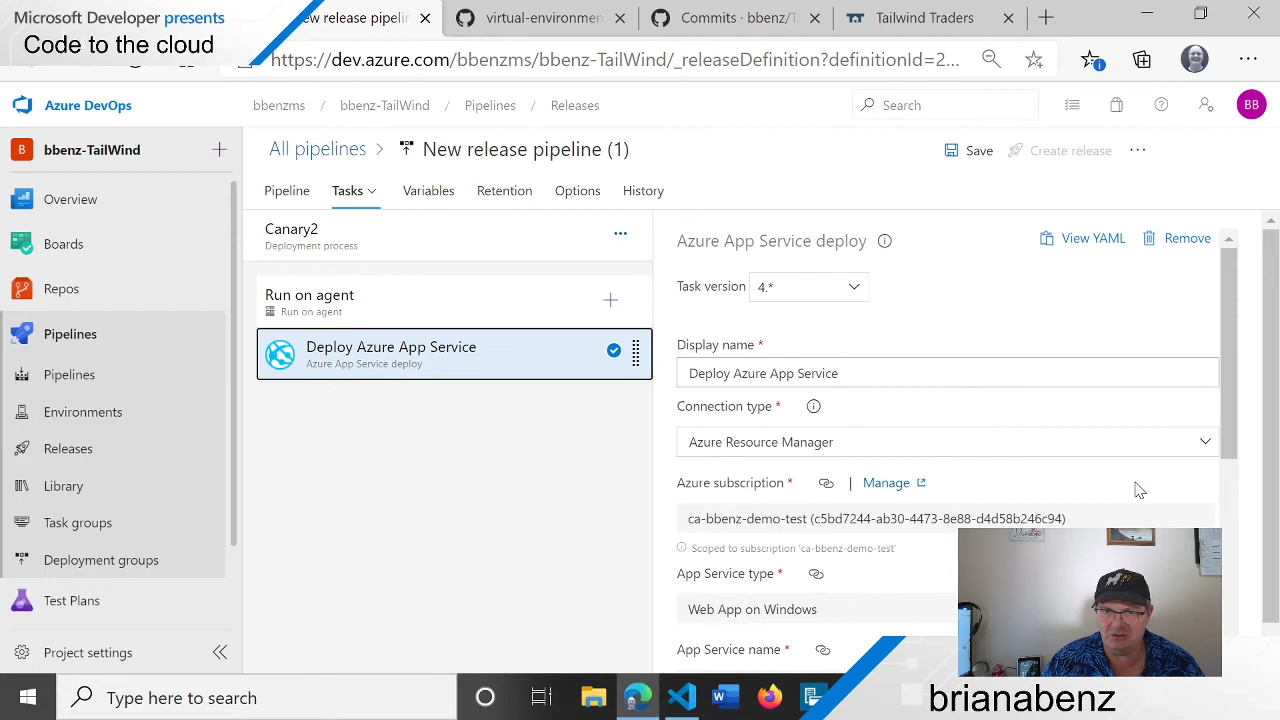 Microsoft Developer presents
Code to the cloud
new release pipelin
virtual-environmen
Commits · bbenz/T
Tailwind Traders
https://dev.azure.com/bbenzms/bbenz-TailWind/_releaseDefinition?definitionId=2...
Azure DevOps
bbenzms / bbenz-TailWind / Pipelines / Releases
Search
BB
B bbenz-TailWind
Overview
Boards
Repos
Pipelines
Pipelines
Environments
Releases
Library
Task groups
Deployment groups
Test Plans
Project settings
All pipelines > New release pipeline (1)
Save
Create release
Pipeline
Tasks
Variables
Retention
Options
History
Canary2
Deployment process
Run on agent
Run on agent
Deploy Azure App Service
Azure App Service deploy
Azure App Service deploy
View YAML
Remove
Task version 4.*
Display name *
Deploy Azure App Service
Connection type *
Azure Resource Manager
Azure subscription * | Manage
ca-bbenz-demo-test (c5bd7244-ab30-4473-8e88-d4d58b246c94)
Scoped to subscription 'ca-bbenz-demo-test'
App Service type *
Web App on Windows
App Service name *
Type here to search
brianabenz